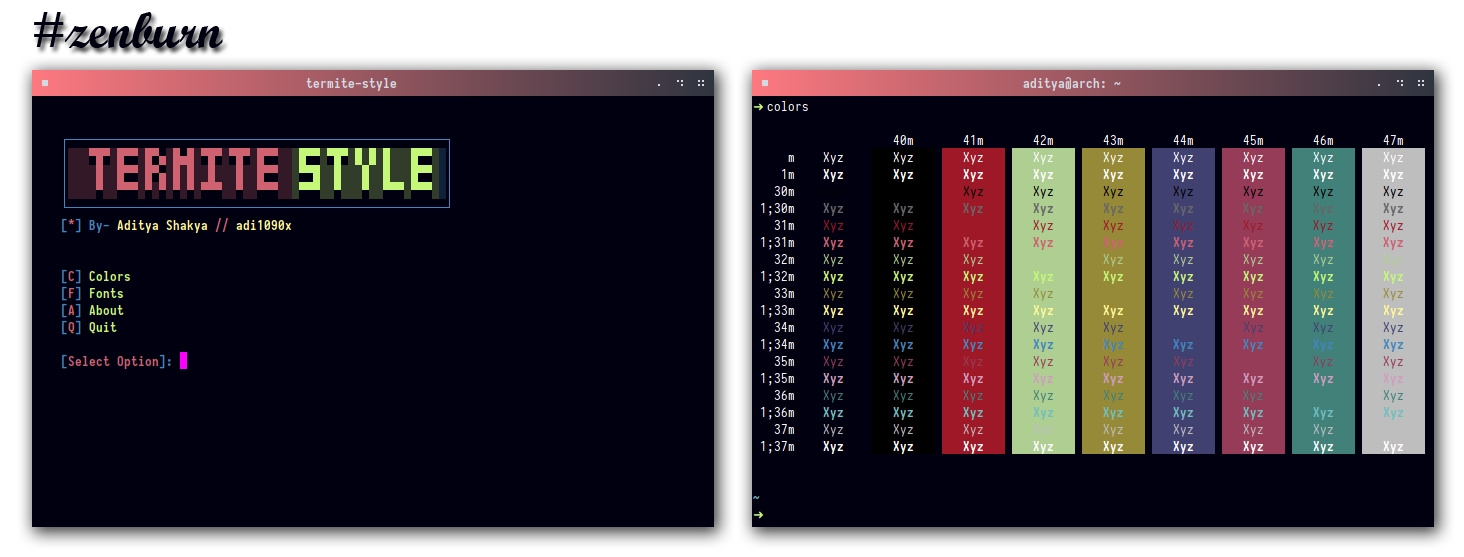 #zenburn
termite-style
TERMITE STYLE
[*] By- Aditya Shakya // adi1090x
[C] Colors
[F] Fonts
[A] About
[Q] Quit
[Select Option]:
aditya@arch: ~
➜ colors
40m 41m 42m 43m 44m 45m 46m 47m
m Xyz Xyz Xyz Xyz Xyz Xyz Xyz Xyz Xyz
1m Xyz Xyz Xyz Xyz Xyz Xyz Xyz Xyz Xyz
30m Xyz Xyz Xyz Xyz Xyz Xyz Xyz
1;30m Xyz Xyz Xyz Xyz Xyz Xyz Xyz Xyz Xyz
31m Xyz Xyz Xyz Xyz Xyz Xyz Xyz Xyz
1;31m Xyz Xyz Xyz Xyz Xyz Xyz Xyz Xyz Xyz
32m Xyz Xyz Xyz Xyz Xyz Xyz Xyz Xyz
1;32m Xyz Xyz Xyz Xyz Xyz Xyz Xyz Xyz Xyz
33m Xyz Xyz Xyz Xyz Xyz Xyz Xyz Xyz
1;33m Xyz Xyz Xyz Xyz Xyz Xyz Xyz Xyz Xyz
34m Xyz Xyz Xyz Xyz Xyz Xyz Xyz Xyz
1;34m Xyz Xyz Xyz Xyz Xyz Xyz Xyz Xyz Xyz
35m Xyz Xyz Xyz Xyz Xyz Xyz Xyz Xyz
1;35m Xyz Xyz Xyz Xyz Xyz Xyz Xyz Xyz Xyz
36m Xyz Xyz Xyz Xyz Xyz Xyz Xyz Xyz
1;36m Xyz Xyz Xyz Xyz Xyz Xyz Xyz Xyz Xyz
37m Xyz Xyz Xyz Xyz Xyz Xyz Xyz Xyz
1;37m Xyz Xyz Xyz Xyz Xyz Xyz Xyz Xyz Xyz
~
➜